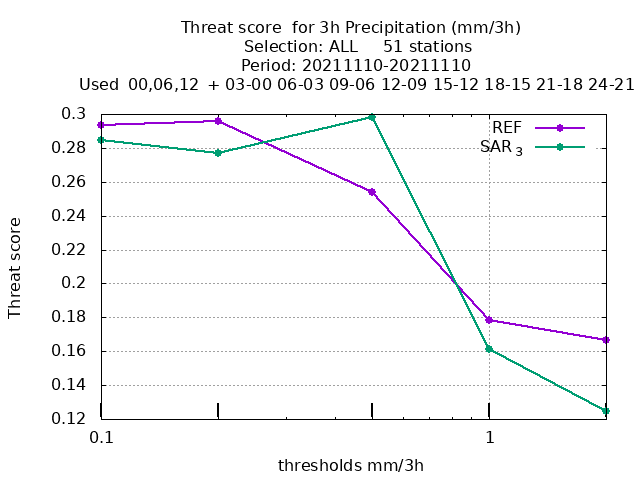 Threat score  for 3h Precipitation (mm/3h)
Selection: ALL     51 stations
Period: 20211110-20211110
Used  00,06,12  + 03-00 06-03 09-06 12-09 15-12 18-15 21-18 24-21
0.3
0.28
0.26
0.24
0.22
0.2
0.18
0.16
0.14
0.12
Threat score
REF
SAR 3
0.1
1
thresholds mm/3h